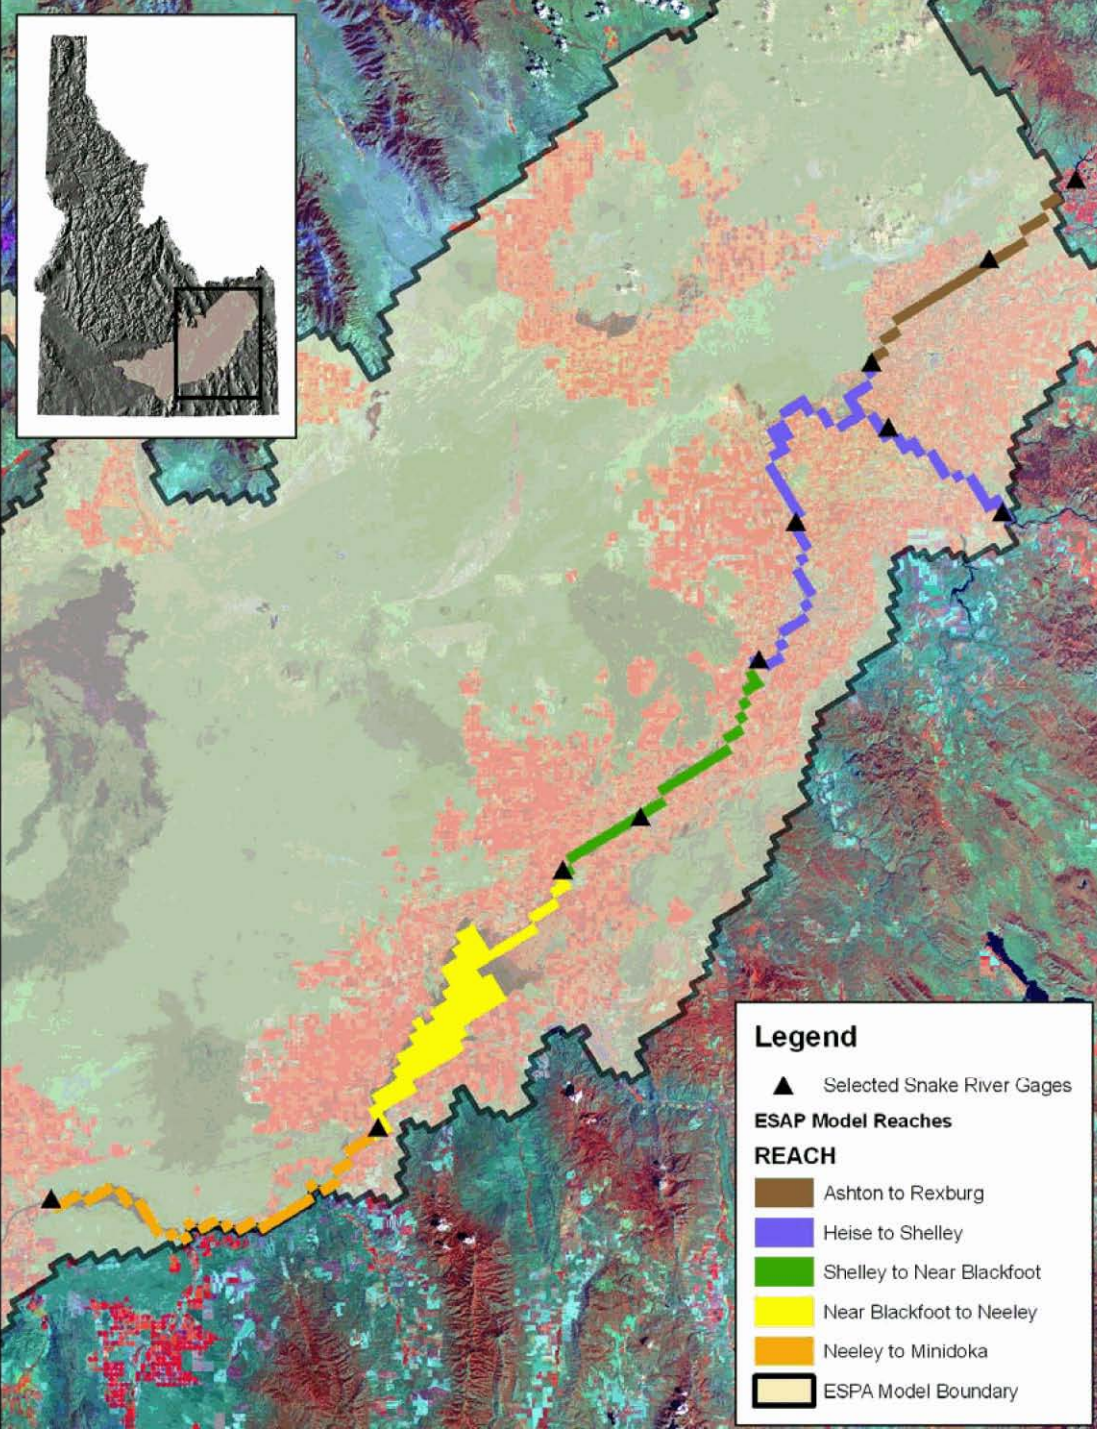 Legend
Selected Snake River Gages
ESAP Model Reaches
REACH
Ashton to Rexburg
Heise to Shelley
Shelley to Near Blackfoot
Near Blackfoot to Neeley
Neeley to Minidoka
ESPA Model Boundary